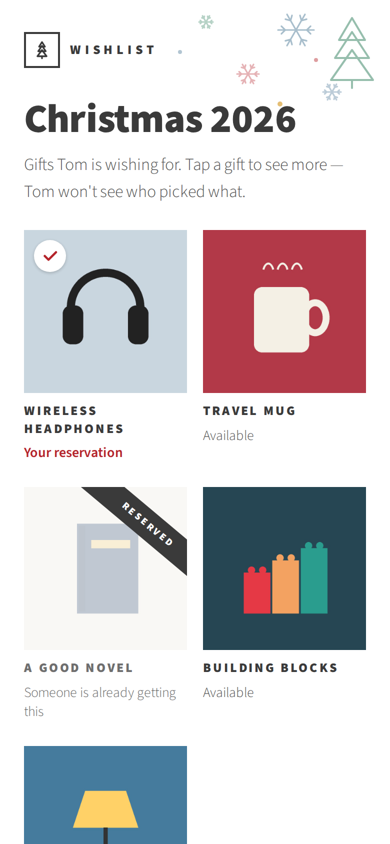 WISHLIST
Christmas 2026
Gifts Tom is wishing for. Tap a gift to see more —
Tom won't see who picked what.
WIRELESS
HEADPHONES
Your reservation
TRAVEL MUG
Available
RESERVED
A GOOD NOVEL
Someone is already getting
this
BUILDING BLOCKS
Available